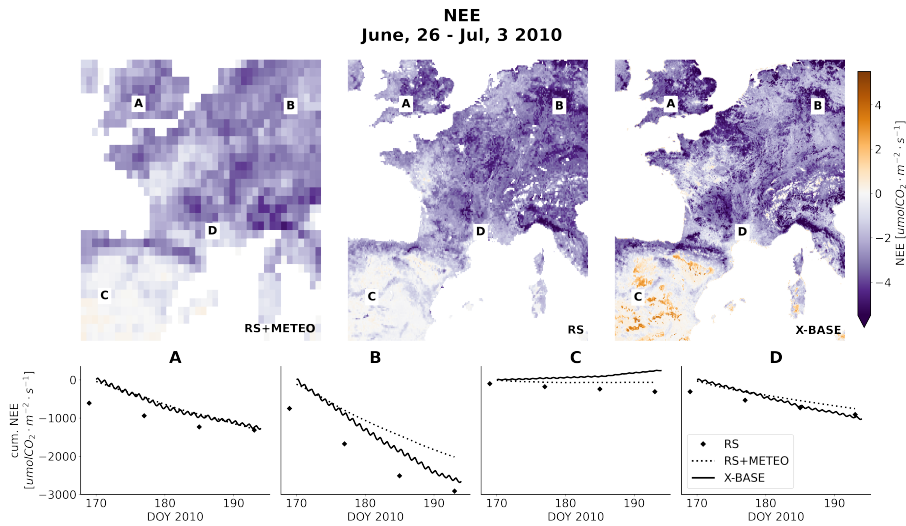 NEE
June, 26 - Jul, 3 2010
A
B
C
D
RS+METEO
A
B
C
D
RS
A
B
C
D
X-BASE
4
2
0
−2
−4
NEE [umolCO₂ · m⁻² · s⁻¹]
A
B
C
D
cum. NEE
[umolCO₂ · m⁻² · s⁻¹]
0
−1000
−2000
−3000
170 180 190
DOY 2010
170 180 190
DOY 2010
170 180 190
DOY 2010
170 180 190
DOY 2010
RS
RS+METEO
X-BASE